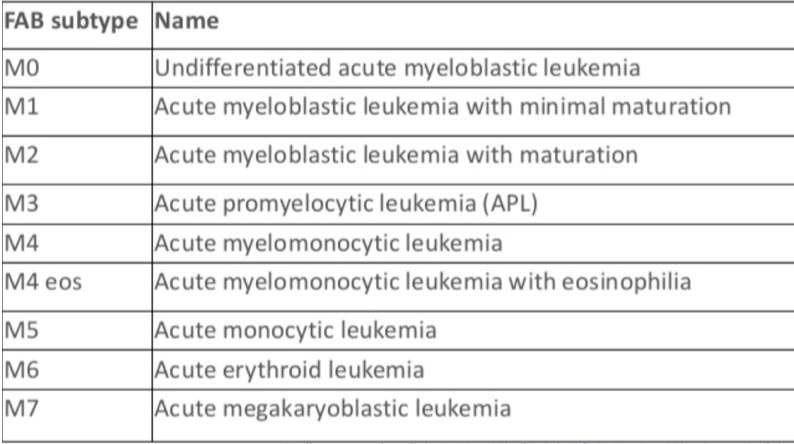 FAB subtype Name
M0 Undifferentiated acute myeloblastic leukemia
M1 Acute myeloblastic leukemia with minimal maturation
M2 Acute myeloblastic leukemia with maturation
M3 Acute promyelocytic leukemia (APL)
M4 Acute myelomonocytic leukemia
M4 eos Acute myelomonocytic leukemia with eosinophilia
M5 Acute monocytic leukemia
M6 Acute erythroid leukemia
M7 Acute megakaryoblastic leukemia